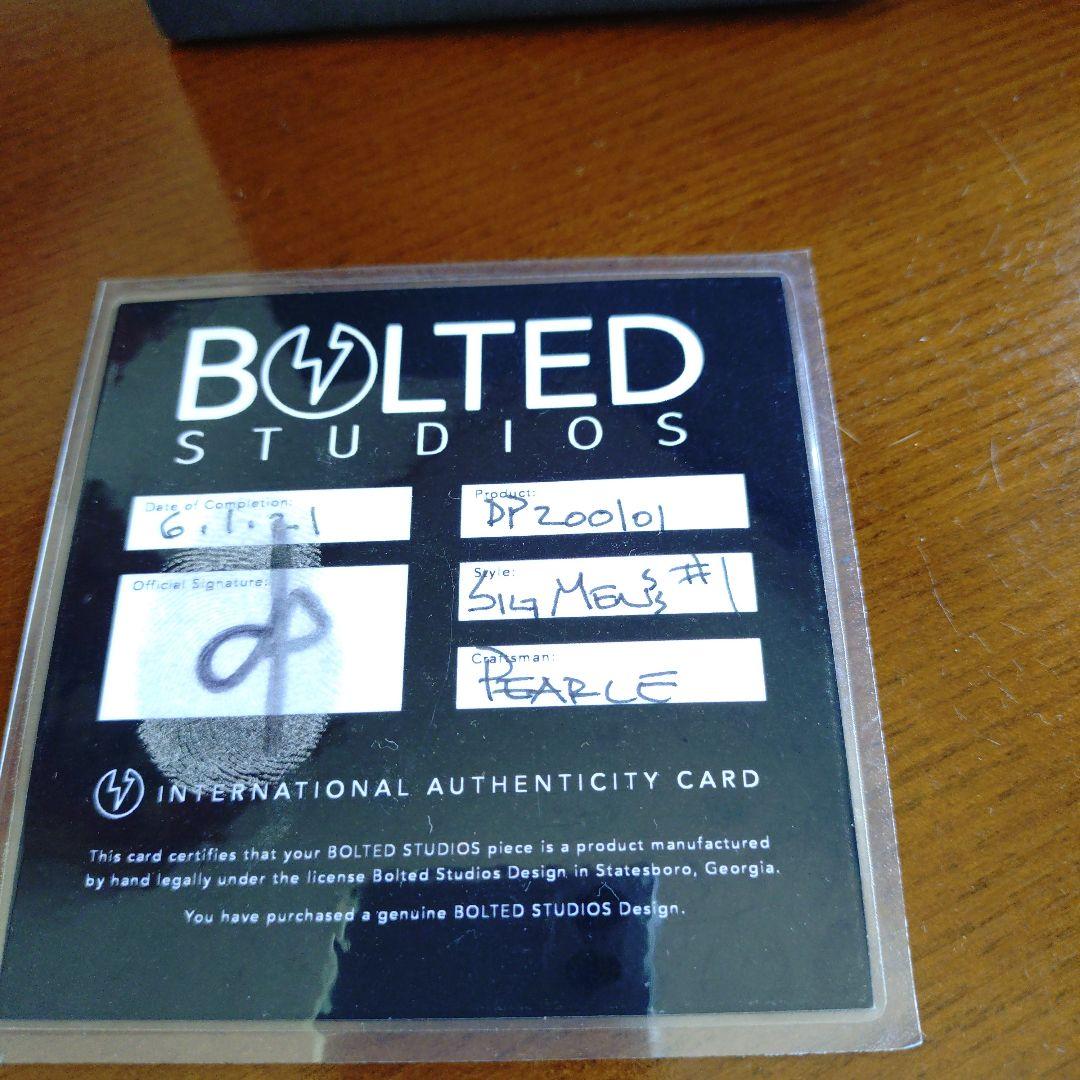 BOLTED
STUDIOS
Date of Completion:
6.1.21
Product:
DP200101
Official Signature:
Style:
SIG MEN'S #1
Craftsman:
PEARCE
INTERNATIONAL AUTHENTICITY CARD
This card certifies that your BOLTED STUDIOS piece is a product manufactured
by hand legally under the license Bolted Studios Design in Statesboro, Georgia.
You have purchased a genuine BOLTED STUDIOS Design.